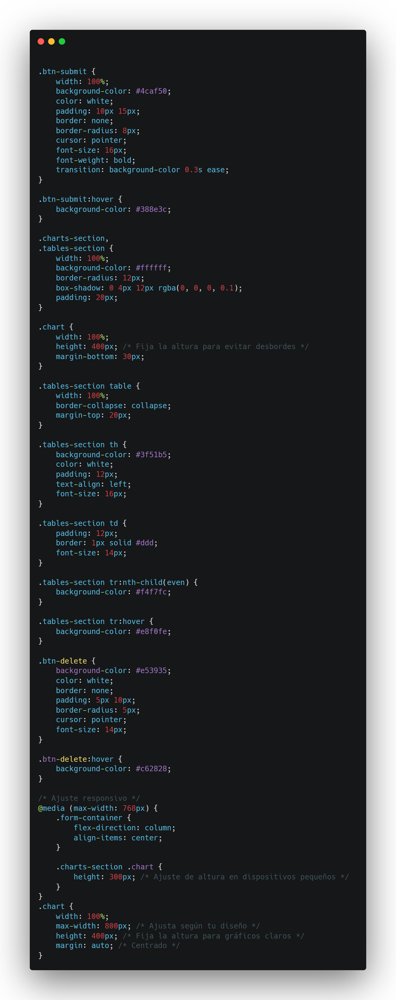 .btn-submit {
    width: 100%;
    background-color: #4caf50;
    color: white;
    padding: 10px 15px;
    border: none;
    border-radius: 8px;
    cursor: pointer;
    font-size: 16px;
    font-weight: bold;
    transition: background-color 0.3s ease;
}

.btn-submit:hover {
    background-color: #388e3c;
}

.charts-section,
.tables-section {
    width: 100%;
    background-color: #ffffff;
    border-radius: 12px;
    box-shadow: 0 4px 12px rgba(0, 0, 0, 0.1);
    padding: 20px;
}

.chart {
    width: 100%;
    height: 400px; /* Fija la altura para evitar desbordes */
    margin-bottom: 30px;
}

.tables-section table {
    width: 100%;
    border-collapse: collapse;
    margin-top: 20px;
}

.tables-section th {
    background-color: #3f51b5;
    color: white;
    padding: 12px;
    text-align: left;
    font-size: 16px;
}

.tables-section td {
    padding: 12px;
    border: 1px solid #ddd;
    font-size: 14px;
}

.tables-section tr:nth-child(even) {
    background-color: #f4f7fc;
}

.tables-section tr:hover {
    background-color: #e8f0fe;
}

.btn-delete {
    background-color: #e53935;
    color: white;
    border: none;
    padding: 5px 10px;
    border-radius: 5px;
    cursor: pointer;
    font-size: 14px;
}

.btn-delete:hover {
    background-color: #c62828;
}

/* Ajuste responsivo */
@media (max-width: 768px) {
    .form-container {
        flex-direction: column;
        align-items: center;
    }

    .charts-section .chart {
        height: 300px; /* Ajuste de altura en dispositivos pequeños */
    }
}
.chart {
    width: 100%;
    max-width: 800px; /* Ajusta según tu diseño */
    height: 400px; /* Fija la altura para gráficos claros */
    margin: auto; /* Centrado */
}